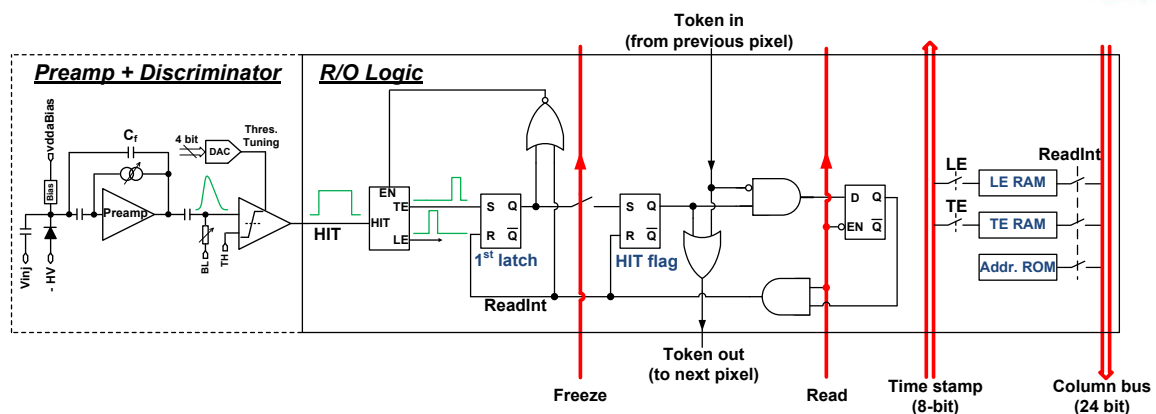 Token in
(from previous pixel)
Preamp + Discriminator
R/O Logic
vddaBias
Cf
4 bit
DAC
Thres.
Tuning
Bias
Preamp
Vinj
- HV
BL
TH
HIT
EN
TE
HIT
LE
S Q
R Q̅
1st latch
ReadInt
S Q
R Q̅
HIT flag
D Q
EN Q̅
LE
TE
ReadInt
LE RAM
TE RAM
Addr. ROM
Token out
(to next pixel)
Freeze
Read
Time stamp
(8-bit)
Column bus
(24 bit)